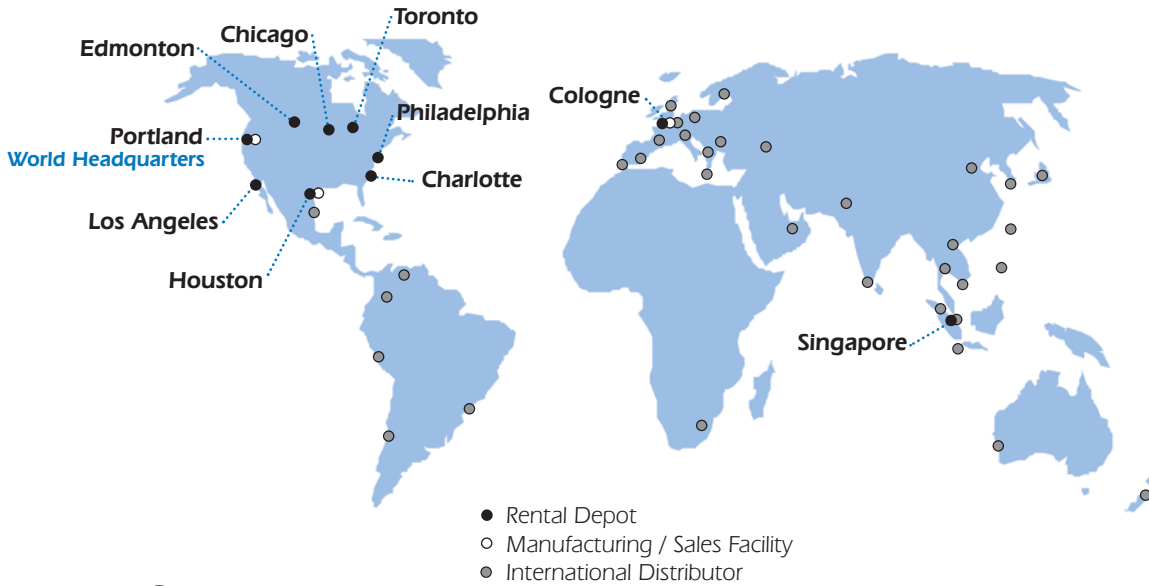 Toronto
Chicago
Edmonton
Cologne
Philadelphia
Portland
World Headquarters
Charlotte
Los Angeles
Houston
Singapore
Rental Depot
Manufacturing / Sales Facility
International Distributor